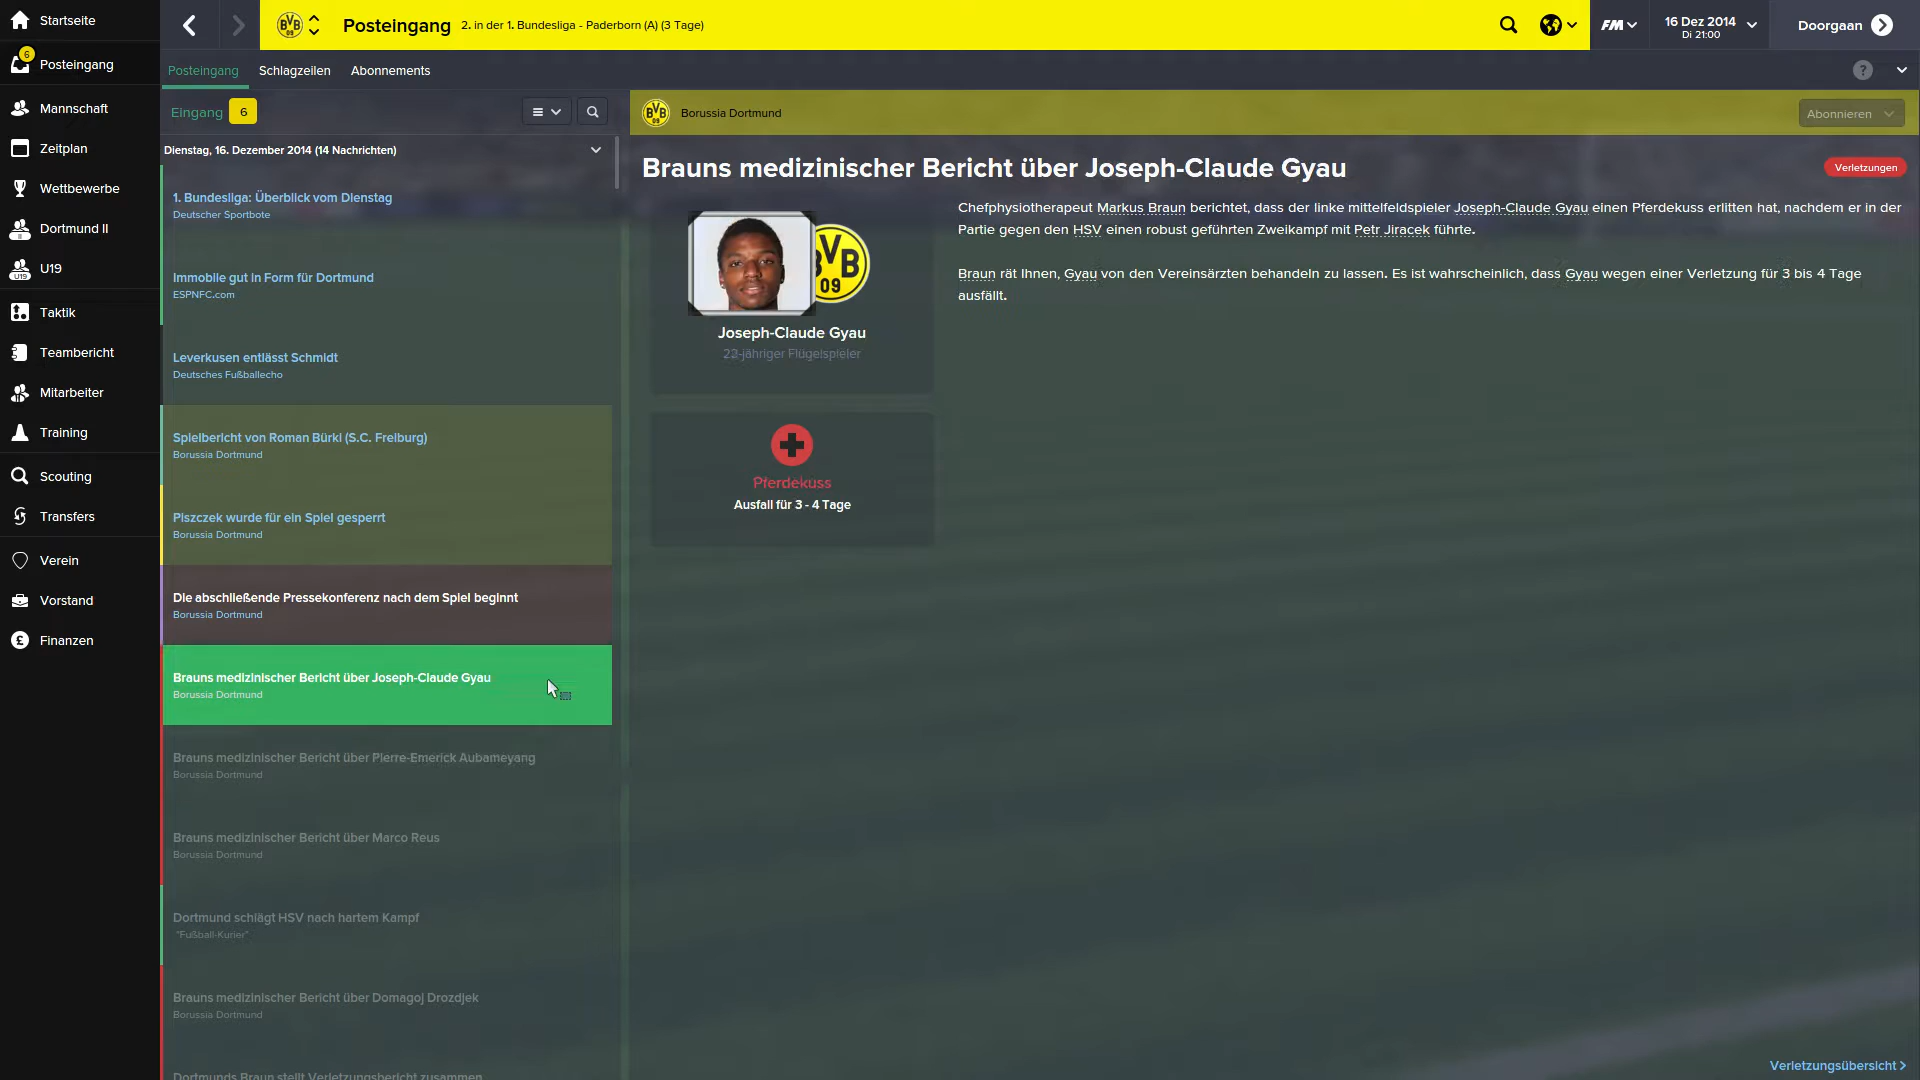 Startseite
6
Posteingang
Mannschaft
Zeitplan
Wettbewerbe
II
Dortmund II
U19
U19
Taktik
Teambericht
Mitarbeiter
Training
Scouting
Transfers
Verein
Vorstand
£
Finanzen
BVB
09
Posteingang
2. in der 1. Bundesliga - Paderborn (A) (3 Tage)
FM
16 Dez 2014
Di 21:00
Doorgaan
Posteingang
Schlagzeilen
Abonnements
?
Eingang
6
Dienstag, 16. Dezember 2014 (14 Nachrichten)
1. Bundesliga: Überblick vom Dienstag
Deutscher Sportbote
Immobile gut in Form für Dortmund
ESPNFC.com
Leverkusen entlässt Schmidt
Deutsches Fußballecho
Spielbericht von Roman Bürki (S.C. Freiburg)
Borussia Dortmund
Piszczek wurde für ein Spiel gesperrt
Borussia Dortmund
Die abschließende Pressekonferenz nach dem Spiel beginnt
Borussia Dortmund
Brauns medizinischer Bericht über Joseph-Claude Gyau
Borussia Dortmund
Brauns medizinischer Bericht über Pierre-Emerick Aubameyang
Borussia Dortmund
Brauns medizinischer Bericht über Marco Reus
Borussia Dortmund
Dortmund schlägt HSV nach hartem Kampf
"Fußball-Kurier"
Brauns medizinischer Bericht über Domagoj Drozdjek
Borussia Dortmund
Dortmunds Braun stellt Verletzungsbericht zusammen
BVB
09
Borussia Dortmund
Abonnieren
Brauns medizinischer Bericht über Joseph-Claude Gyau
Verletzungen
BVB
09
Joseph-Claude Gyau
22-jähriger Flügelspieler
Pferdekuss
Ausfall für 3 - 4 Tage
Chefphysiotherapeut Markus Braun berichtet, dass der linke mittelfeldspieler Joseph-Claude Gyau einen Pferdekuss erlitten hat, nachdem er in der
Partie gegen den HSV einen robust geführten Zweikampf mit Petr Jiracek führte.
Braun rät Ihnen, Gyau von den Vereinsärzten behandeln zu lassen. Es ist wahrscheinlich, dass Gyau wegen einer Verletzung für 3 bis 4 Tage
ausfällt.
Verletzungsübersicht